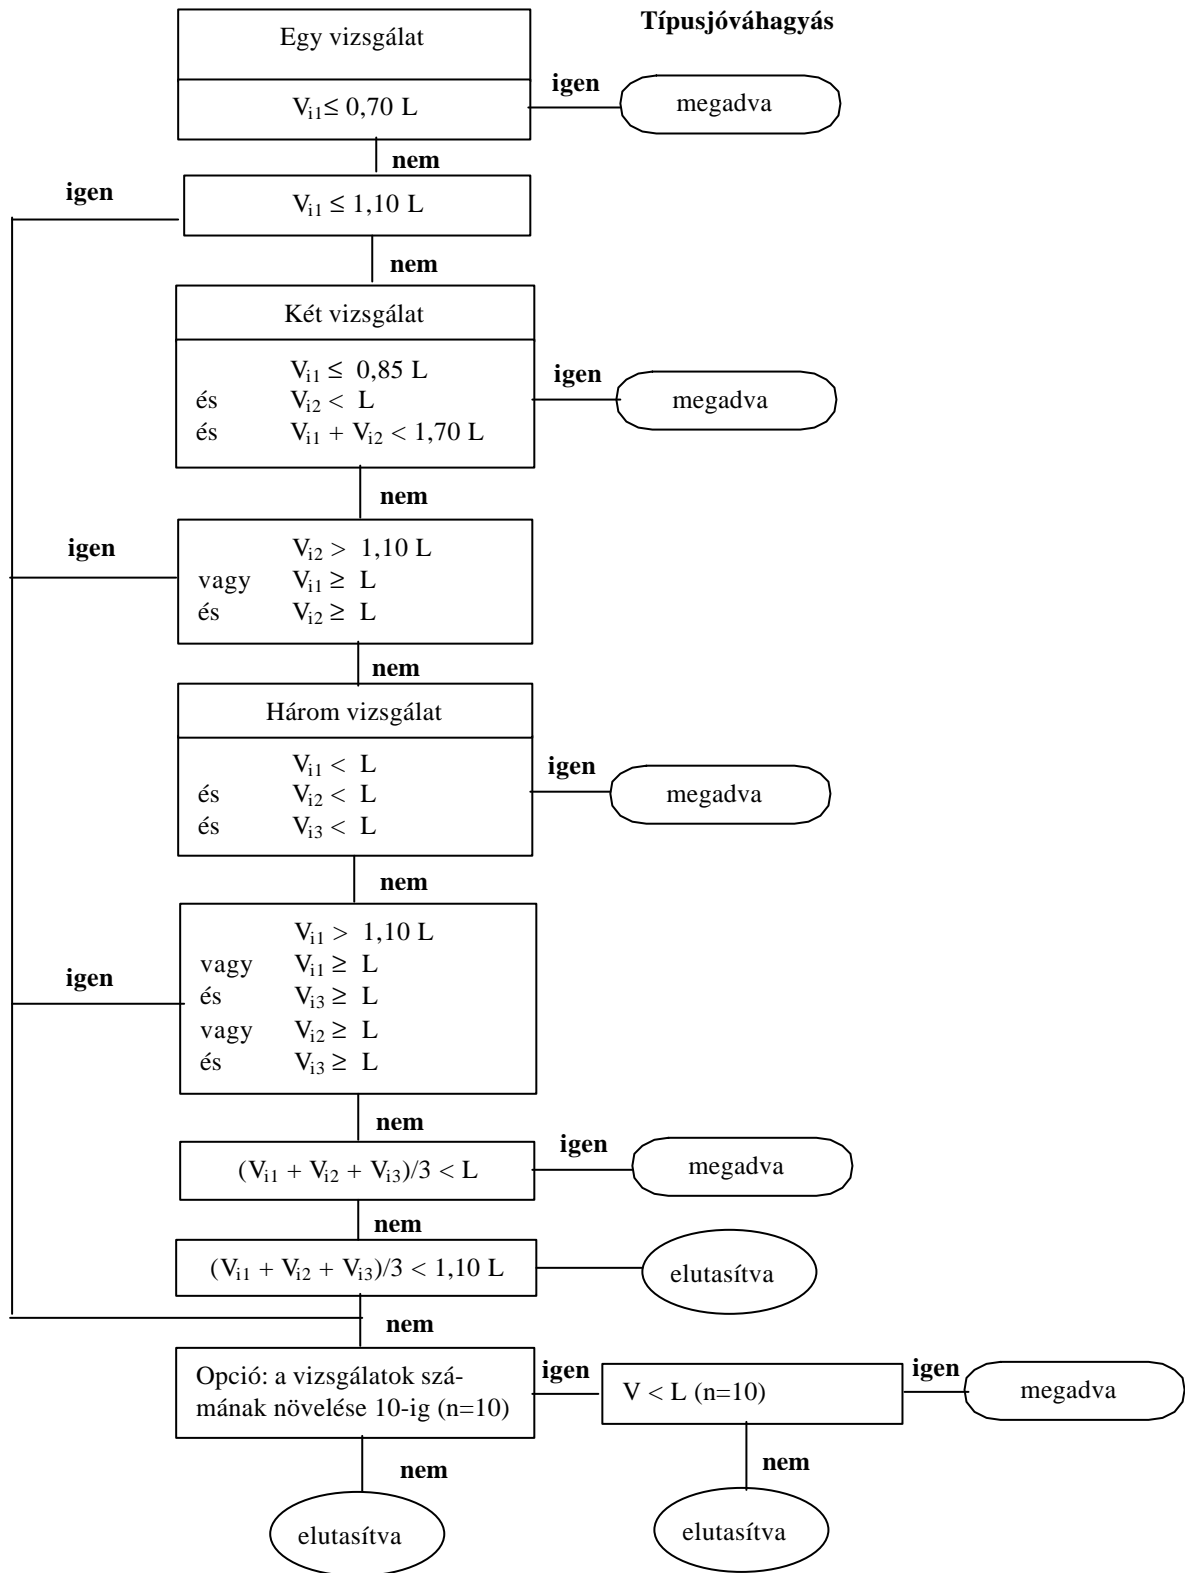 Típusjóváhagyás
Egy vizsgálat
igen
V_i1 ≤ 0,70 L
megadva
nem
igen
V_i1 ≤ 1,10 L
nem
Két vizsgálat
V_i1 ≤ 0,85 L
igen
és V_i2 < L
megadva
és V_i1 + V_i2 < 1,70 L
nem
igen
V_i2 > 1,10 L
vagy V_i1 ≥ L
és V_i2 ≥ L
nem
Három vizsgálat
V_i1 < L
igen
és V_i2 < L
megadva
és V_i3 < L
nem
V_i1 > 1,10 L
vagy V_i1 ≥ L
igen
és V_i3 ≥ L
vagy V_i2 ≥ L
és V_i3 ≥ L
nem
igen
(V_i1 + V_i2 + V_i3)/3 < L
megadva
nem
(V_i1 + V_i2 + V_i3)/3 < 1,10 L
elutasítva
nem
Opció: a vizsgálatok szá-
mának növelése 10-ig (n=10)
igen
V < L (n=10)
igen
megadva
nem
nem
elutasítva
elutasítva